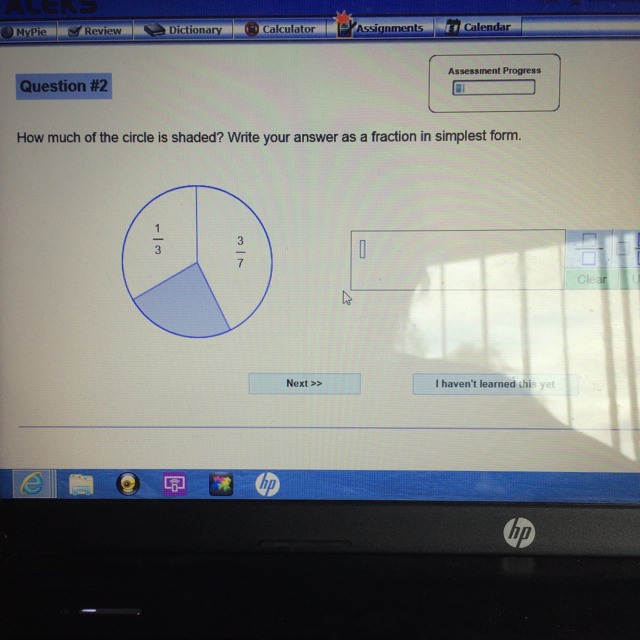 ALEKS
MyPie Review Dictionary Calculator Assignments Calendar
Question #2
Assessment Progress
How much of the circle is shaded? Write your answer as a fraction in simplest form.
1
3
3
7
Clear
Next >>
I haven't learned this yet
hp
hp